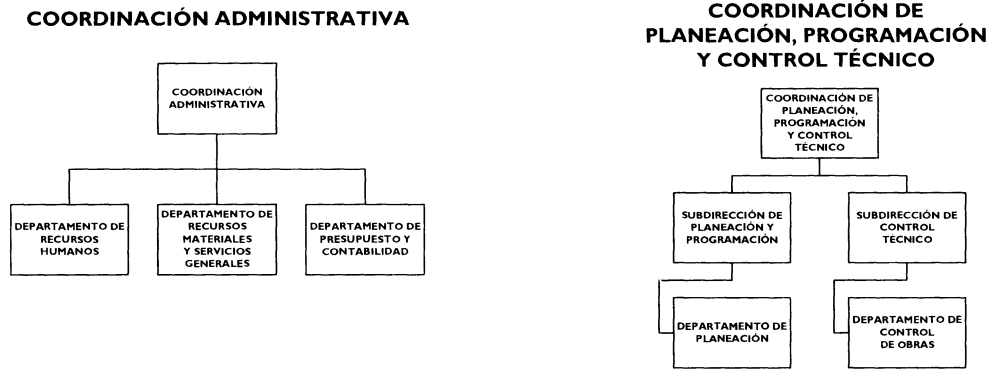 COORDINACIÓN ADMINISTRATIVA
COORDINACIÓN
ADMINISTRATIVA
DEPARTAMENTO DE
RECURSOS
HUMANOS
DEPARTAMENTO DE
RECURSOS
MATERIALES
Y SERVICIOS
GENERALES
DEPARTAMENTO DE
PRESUPUESTO Y
CONTABILIDAD
COORDINACIÓN DE
PLANEACIÓN, PROGRAMACIÓN
Y CONTROL TÉCNICO
COORDINACIÓN DE
PLANEACIÓN,
PROGRAMACIÓN
Y CONTROL
TÉCNICO
SUBDIRECCIÓN DE
PLANEACIÓN Y
PROGRAMACIÓN
SUBDIRECCIÓN DE
CONTROL
TÉCNICO
DEPARTAMENTO DE
PLANEACIÓN
DEPARTAMENTO DE
CONTROL
DE OBRAS